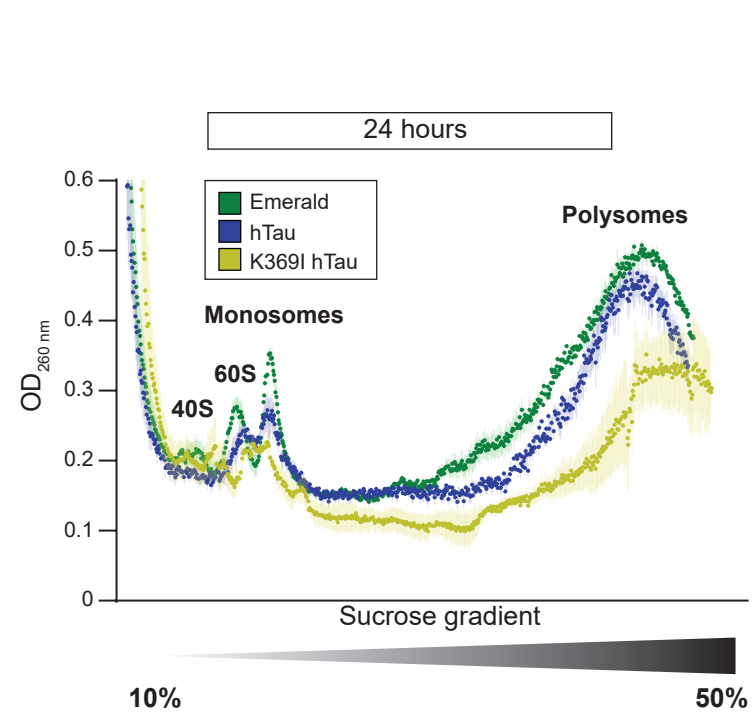 24 hours
0.6
0.5
0.4
0.3
0.2
0.1
0
OD260 nm
Emerald
hTau
K369I hTau
Polysomes
Monosomes
60S
40S
Sucrose gradient
10%
50%